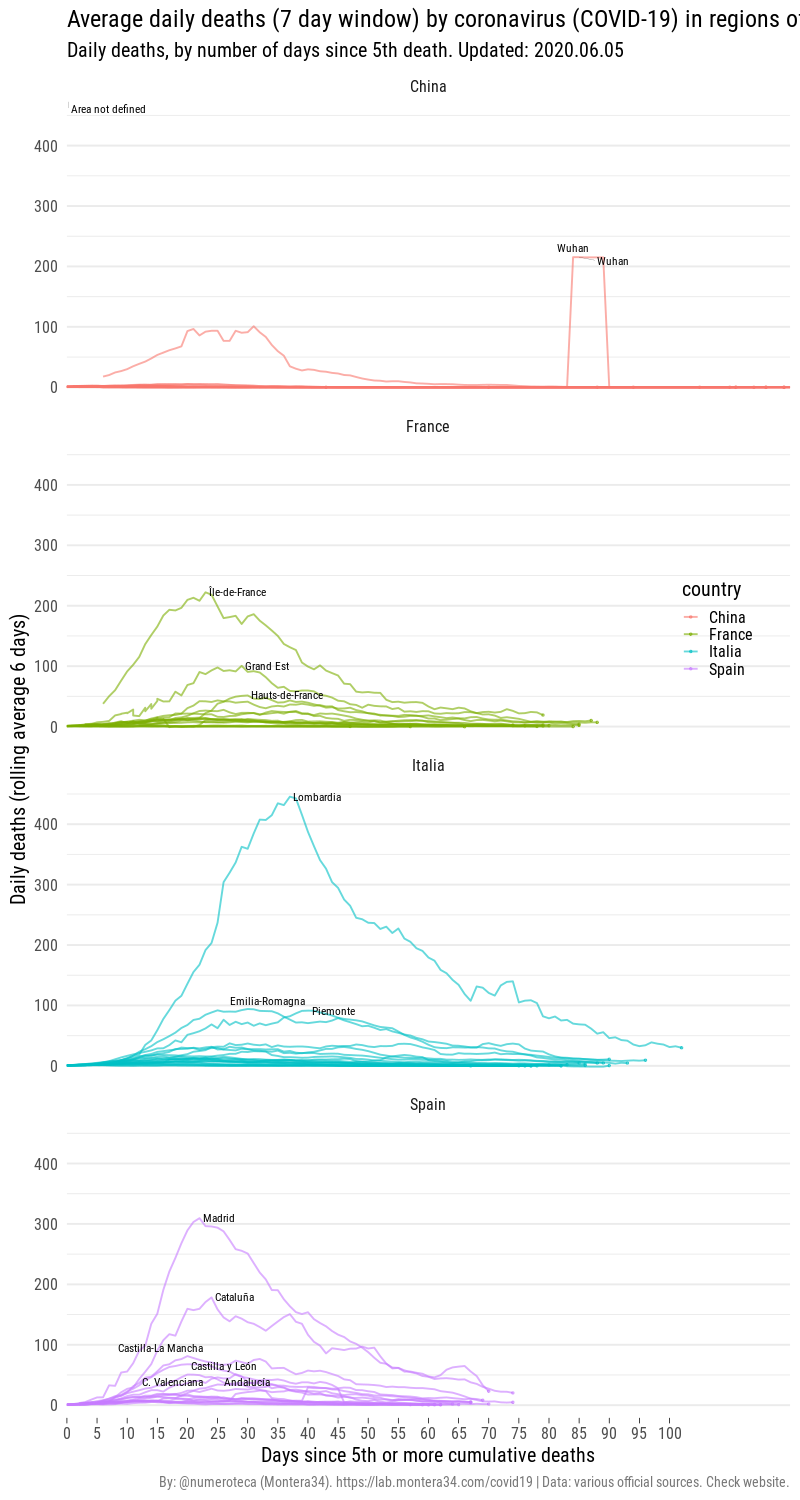 Average daily deaths (7 day window) by coronavirus (COVID-19) in regions of
Daily deaths, by number of days since 5th death. Updated: 2020.06.05
China
Area not defined
400
300
Wuhan
Wuhan
200
100
0
France
400
300
Île-de-France
200
Grand Est
100
Hauts-de-France
0
country
China
France
Italia
Spain
Daily deaths (rolling average 6 days)
Italia
Lombardia
400
300
200
Emilia-Romagna
Piemonte
100
0
Spain
400
300
Madrid
200
Cataluña
100
Castilla-La Mancha
Castilla y León
C. Valenciana
Andalucía
0
0 5 10 15 20 25 30 35 40 45 50 55 60 65 70 75 80 85 90 95 100
Days since 5th or more cumulative deaths
By: @numeroteca (Montera34). https://lab.montera34.com/covid19 | Data: various official sources. Check website.